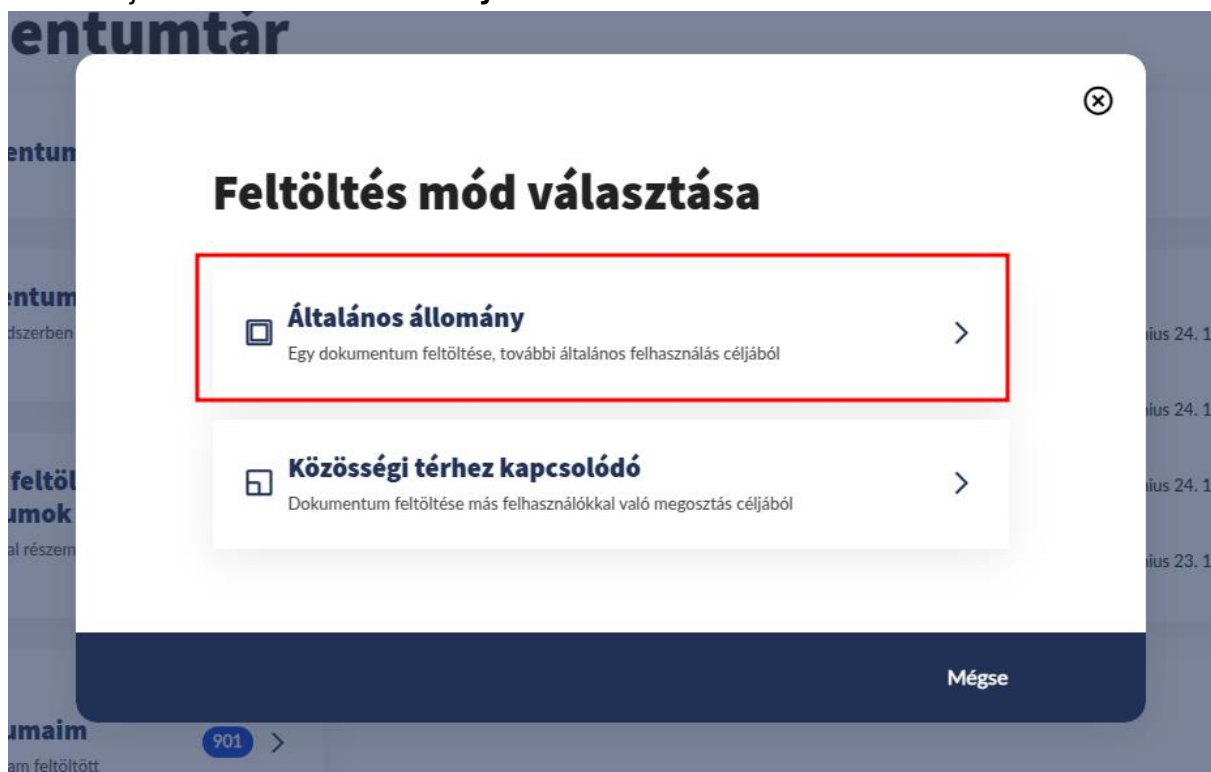 entumtár
Feltöltés mód választása
Általános állomány
Egy dokumentum feltöltése, további általános felhasználás céljából
Közösségi térhez kapcsolódó
Dokumentum feltöltése más felhasználókkal való megosztás céljából
Mégse
entum
dszerben
feltöl
umok
al részem
umaim
am feltöltött
901
ius 24. 1
ius 24. 1
ius 24. 1
ius 23. 1